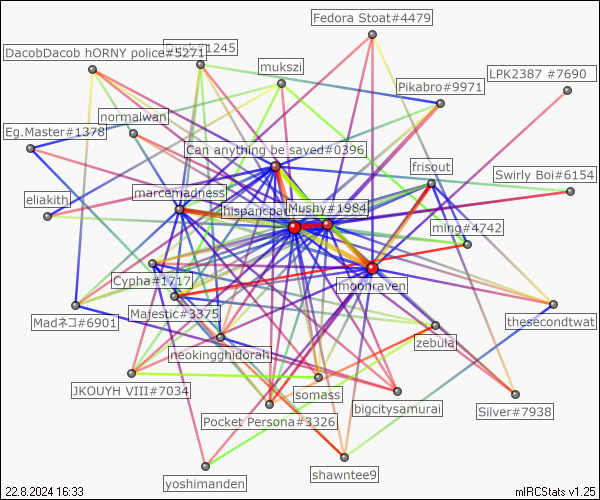 Fedora Stoat#4479
#1245
DacobDacob hORNY police#5271
mukszi
LPK2387 #7690
Pikabro#9971
normalwan
Eg.Master#1378
Can anything be saved#0396
frisout
Swirly Boi#6154
marcemadness
eliakith
Mushy#1984
ming#4742
Cypha#1717
moonraven
Majestic#3375
Madネコ#6901
thesecondtwat
zebula
neokingghidorah
JKOUYH VIII#7034
somass
bigcitysamurai
Silver#7938
Pocket Persona#3326
shawntee9
yoshimanden
22.8.2024 16:33
mIRCStats v1.25